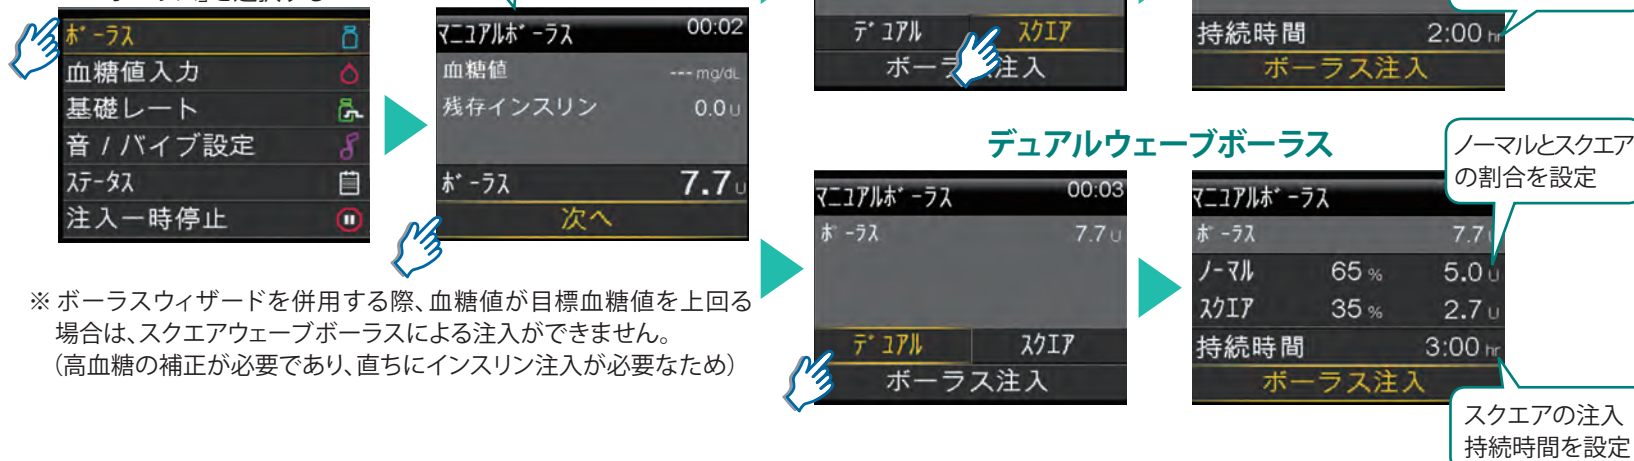 ﾎﾞｰﾗｽ
血糖値入力
基礎レート
音 / バイブ設定
ｽﾃｰﾀｽ
注入一時停止
ﾏﾆｭｱﾙﾎﾞｰﾗｽ 00:02
血糖値 --- mg/dL
残存インスリン 0.0 U
ﾎﾞｰﾗｽ 7.7 U
次へ
ﾃﾞｭｱﾙ ｽｸｴｱ
ボーラス注入
持続時間 2:00 hr
ボーラス注入
※ ボーラスウィザードを併用する際、血糖値が目標血糖値を上回る
場合は、スクエアウェーブボーラスによる注入ができません。
(高血糖の補正が必要であり、直ちにインスリン注入が必要なため)
デュアルウェーブボーラス
ﾏﾆｭｱﾙﾎﾞｰﾗｽ 00:03
ﾎﾞｰﾗｽ 7.7 U
ﾃﾞｭｱﾙ ｽｸｴｱ
ボーラス注入
ﾏﾆｭｱﾙﾎﾞｰﾗｽ
ﾎﾞｰﾗｽ 7.7
ﾉｰﾏﾙ 65 % 5.0 U
ｽｸｴｱ 35 % 2.7 U
持続時間 3:00 hr
ボーラス注入
ノーマルとスクエア
の割合を設定
スクエアの注入
持続時間を設定